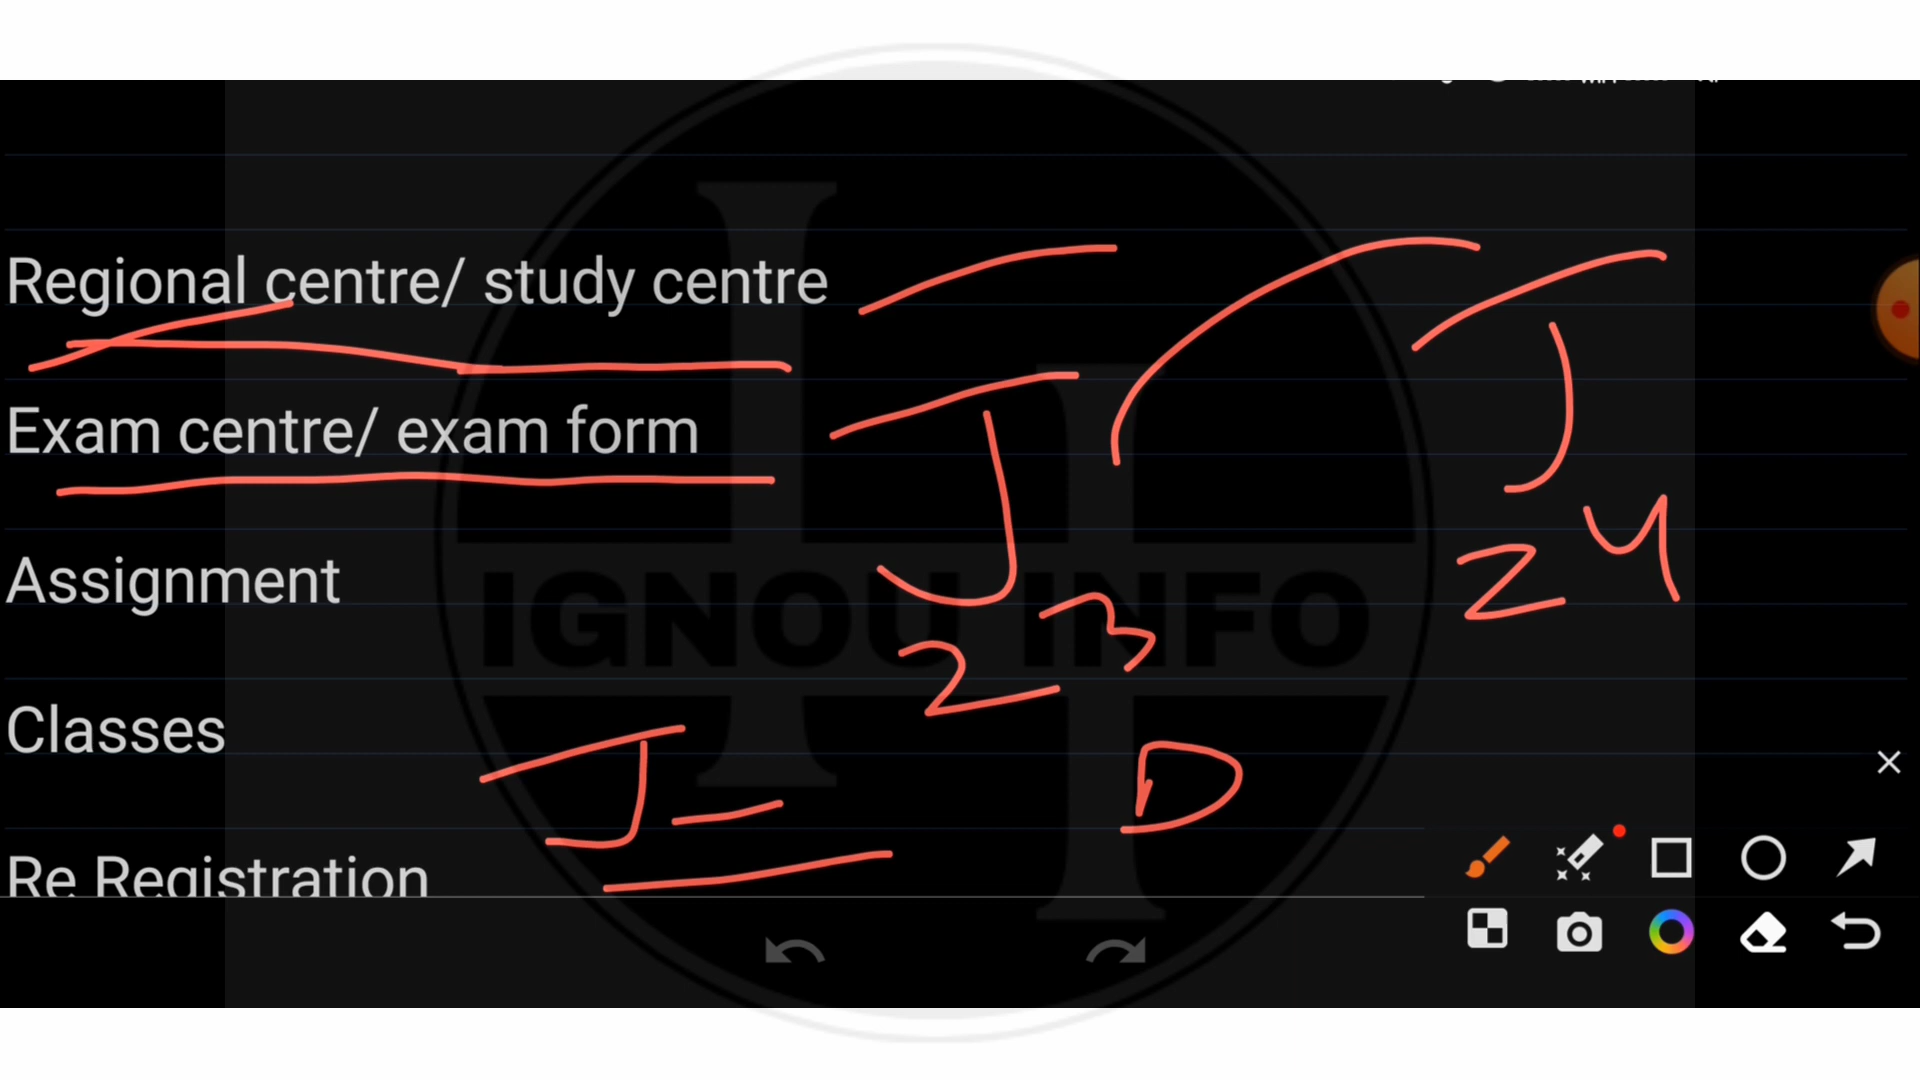 Regional centre/ study centre
Exam centre/ exam form
J
J
Assignment
23
24
IGNOU INFO
Classes
J
D
Re Registration